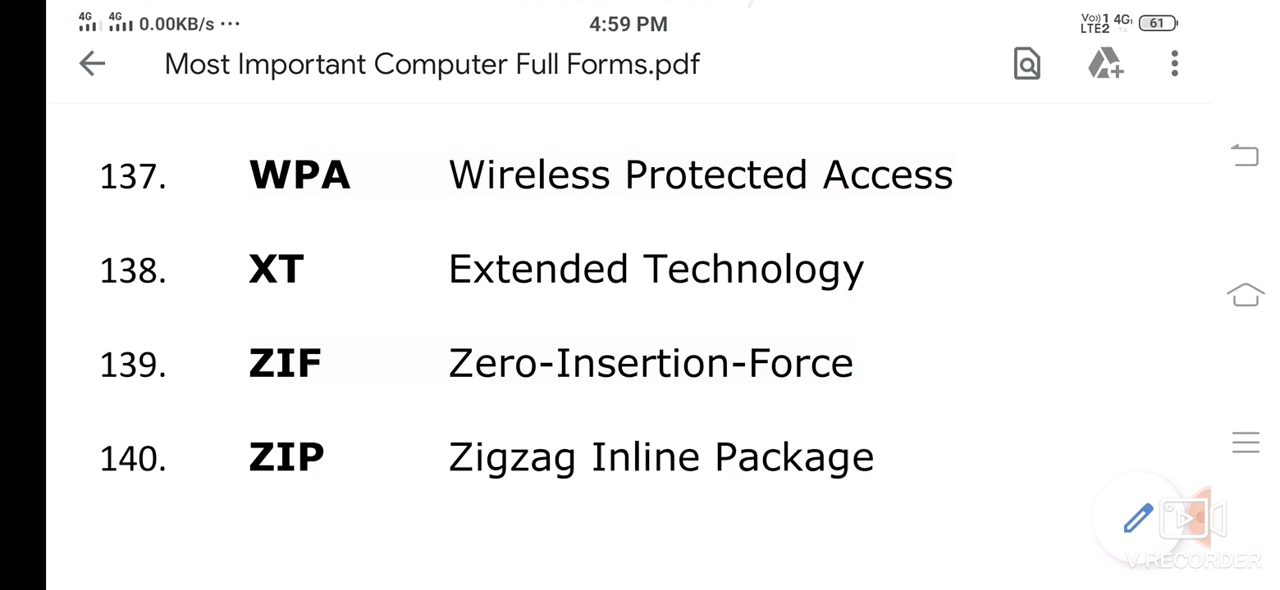 4G 4G 0.00KB/s ··· 4:59 PM Vo)) 1 4G 61
LTE2
Most Important Computer Full Forms.pdf
137. WPA Wireless Protected Access
138. XT Extended Technology
139. ZIF Zero-Insertion-Force
140. ZIP Zigzag Inline Package
V RECORDER